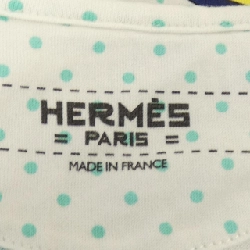 HERMÈS
= PARIS =
MADE IN FRANCE